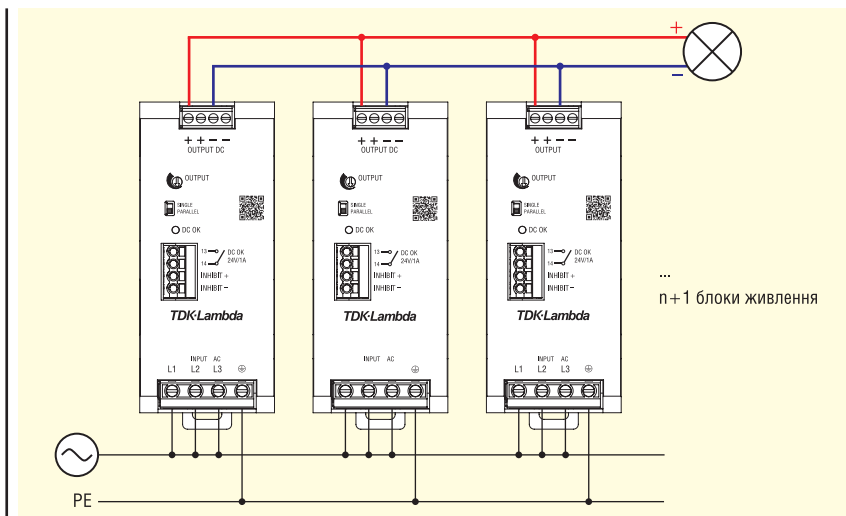 +
−
+ + − −
OUTPUT DC
OUTPUT
SINGLE
PARALLEL
DC OK
13
14
DC OK
24V/1A
INHIBIT +
INHIBIT −
TDK·Lambda
INPUT AC
L1 L2 L3
+ + − −
OUTPUT DC
OUTPUT
SINGLE
PARALLEL
DC OK
13
14
DC OK
24V/1A
INHIBIT +
INHIBIT −
TDK·Lambda
INPUT AC
+ + − −
OUTPUT DC
OUTPUT
SINGLE
PARALLEL
DC OK
13
14
DC OK
24V/1A
INHIBIT +
INHIBIT −
TDK·Lambda
INPUT AC
L1 L2 L3
...
n+1 блоки живлення
PE